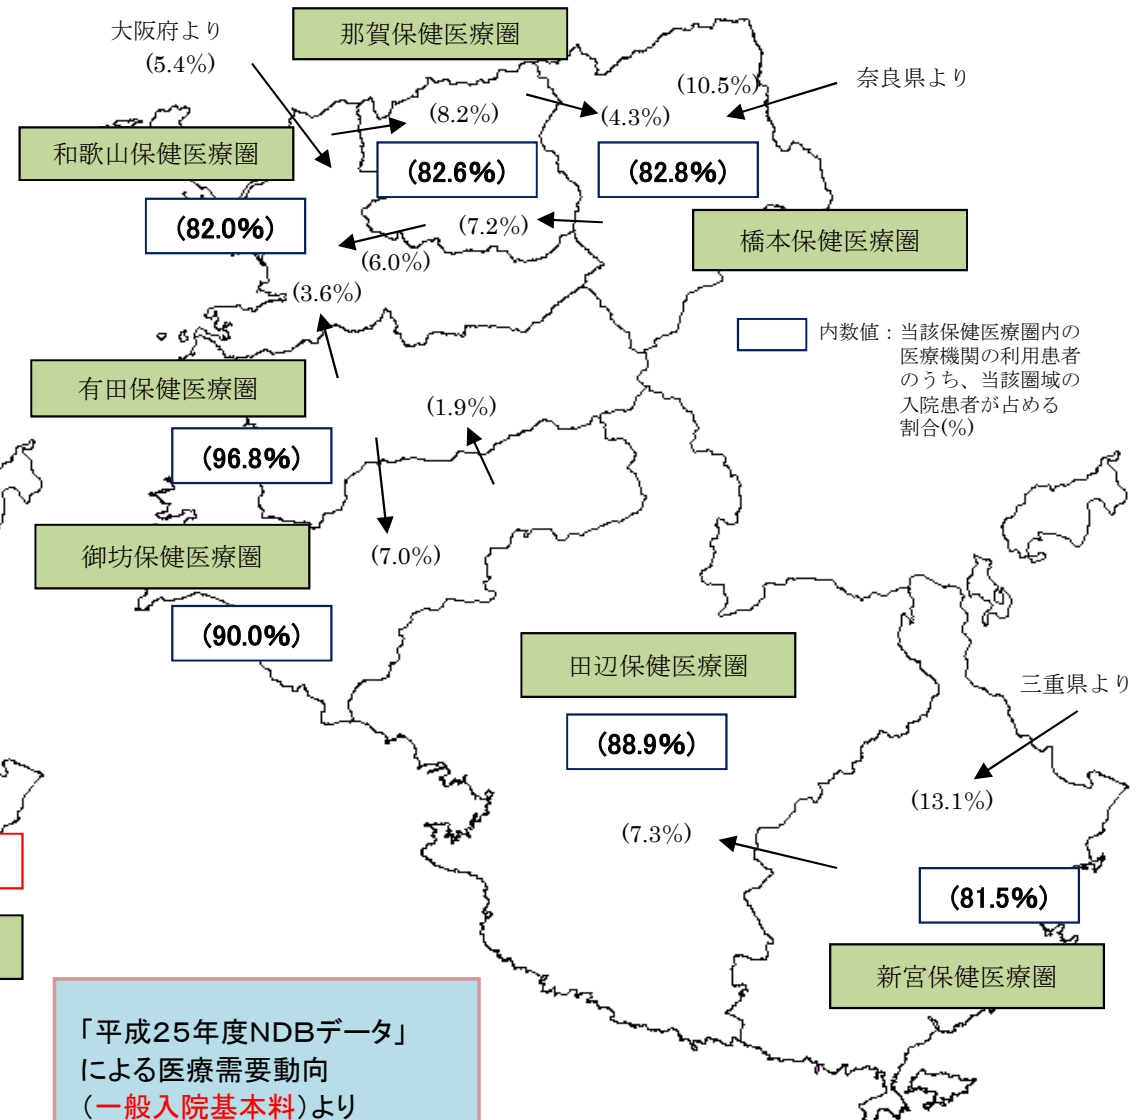 大阪府より
(5.4%)
那賀保健医療圏
(10.5%)
奈良県より
(8.2%)
(4.3%)
和歌山保健医療圏
(82.6%)
(82.8%)
(82.0%)
(7.2%)
橋本保健医療圏
(6.0%)
(3.6%)
内数値：当該保健医療圏内の
医療機関の利用患者
のうち、当該圏域の
入院患者が占める
割合(%)
有田保健医療圏
(1.9%)
(96.8%)
御坊保健医療圏
(7.0%)
(90.0%)
田辺保健医療圏
三重県より
(88.9%)
(13.1%)
(7.3%)
(81.5%)
新宮保健医療圏
「平成25年度NDBデータ」
による医療需要動向
（一般入院基本料）より